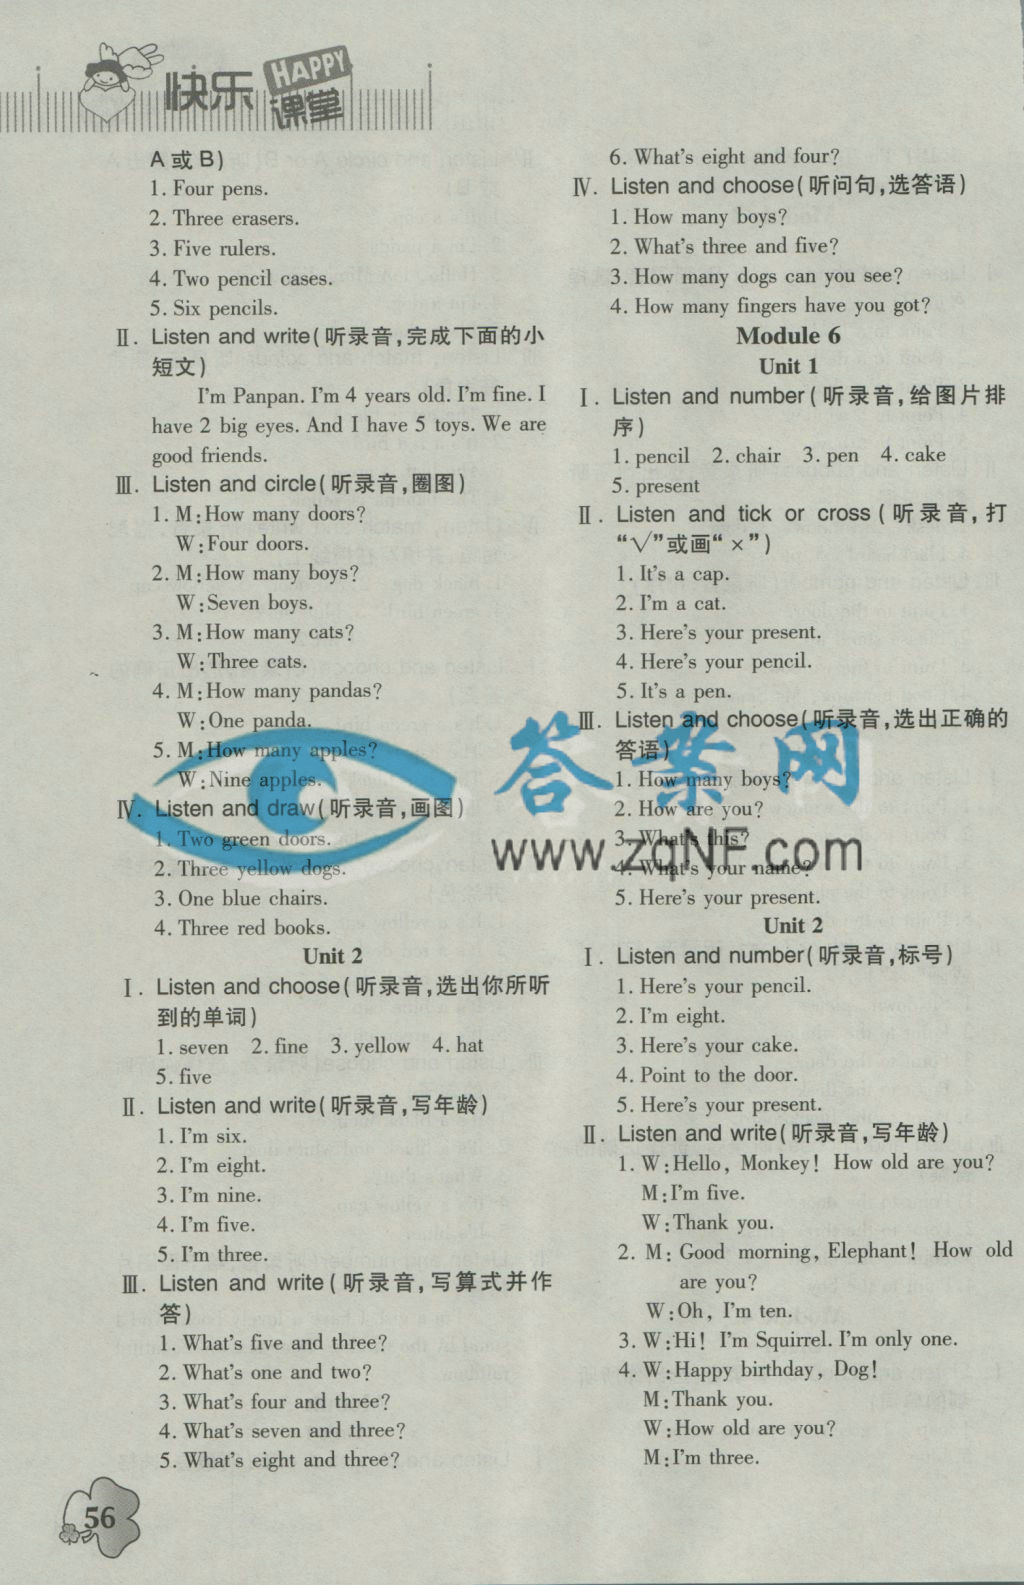 快乐 HAPPY 课堂
A 或 B)
1. Four pens.
2. Three erasers.
3. Five rulers.
4. Two pencil cases.
5. Six pencils.
Ⅱ. Listen and write(听录音,完成下面的小
短文)
I'm Panpan. I'm 4 years old. I'm fine. I
have 2 big eyes. And I have 5 toys. We are
good friends.
Ⅲ. Listen and circle(听录音,圈图)
1. M:How many doors?
W:Four doors.
2. M:How many boys?
W:Seven boys.
3. M:How many cats?
W:Three cats.
4. M:How many pandas?
W:One panda.
5. M:How many apples?
W:Nine apples.
Ⅳ. Listen and draw(听录音,画图)
1. Two green doors.
2. Three yellow dogs.
3. One blue chairs.
4. Three red books.
Unit 2
Ⅰ. Listen and choose(听录音,选出你所听
到的单词)
1. seven 2. fine 3. yellow 4. hat
5. five
Ⅱ. Listen and write(听录音,写年龄)
1. I'm six.
2. I'm eight.
3. I'm nine.
4. I'm five.
5. I'm three.
Ⅲ. Listen and write(听录音,写算式并作
答)
1. What's five and three?
2. What's one and two?
3. What's four and three?
4. What's seven and three?
5. What's eight and three?
56
6. What's eight and four?
Ⅳ. Listen and choose(听问句,选答语)
1. How many boys?
2. What's three and five?
3. How many dogs can you see?
4. How many fingers have you got?
Module 6
Unit 1
Ⅰ. Listen and number(听录音,给图片排
序)
1. pencil 2. chair 3. pen 4. cake
5. present
Ⅱ. Listen and tick or cross(听录音,打
“√”或画“×”)
1. It's a cap.
2. I'm a cat.
3. Here's your present.
4. Here's your pencil.
5. It's a pen.
Ⅲ. Listen and choose(听录音,选出正确的
答语)
1. How many boys?
2. How are you?
3. What's this?
4. What's your name?
5. Here's your present.
Unit 2
Ⅰ. Listen and number(听录音,标号)
1. Here's your pencil.
2. I'm eight.
3. Here's your cake.
4. Point to the door.
5. Here's your present.
Ⅱ. Listen and write(听录音,写年龄)
1. W:Hello, Monkey! How old are you?
M:I'm five.
W:Thank you.
2. M: Good morning, Elephant! How old
are you?
W:Oh, I'm ten.
3. W:Hi! I'm Squirrel. I'm only one.
4. W:Happy birthday, Dog!
M:Thank you.
W:How old are you?
M:I'm three.
答案网
www.zqNF.com